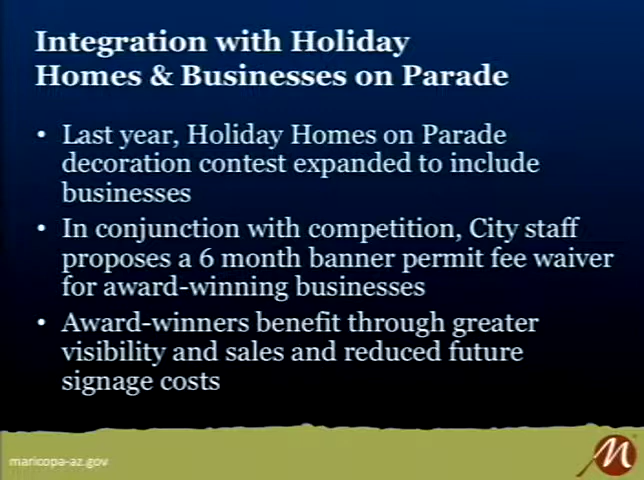 Integration with Holiday
Homes & Businesses on Parade
• Last year, Holiday Homes on Parade
decoration contest expanded to include
businesses
• In conjunction with competition, City staff
proposes a 6 month banner permit fee waiver
for award-winning businesses
• Award-winners benefit through greater
visibility and sales and reduced future
signage costs
maricopa-az.gov
M